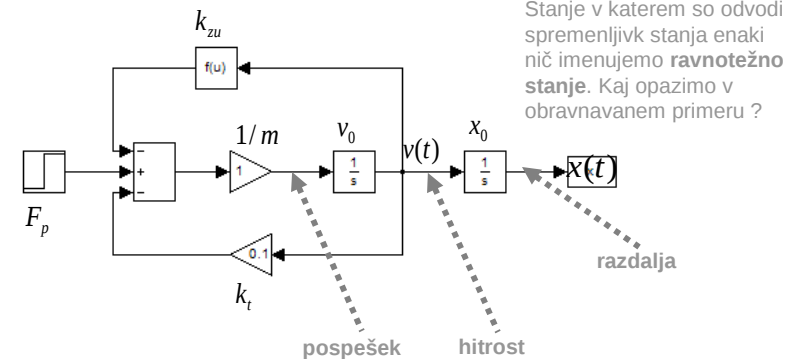 Stanje v katerem so odvodi
spremenljivk stanja enaki
nič imenujemo ravnotežno
stanje. Kaj opazimo v
obravnavanem primeru ?
k_zu
f(u)
1/m
v_0
v(t)
x_0
−
+
−
1
1/s
1/s
x(t)
F_p
0.1
k_t
razdalja
pospešek
hitrost